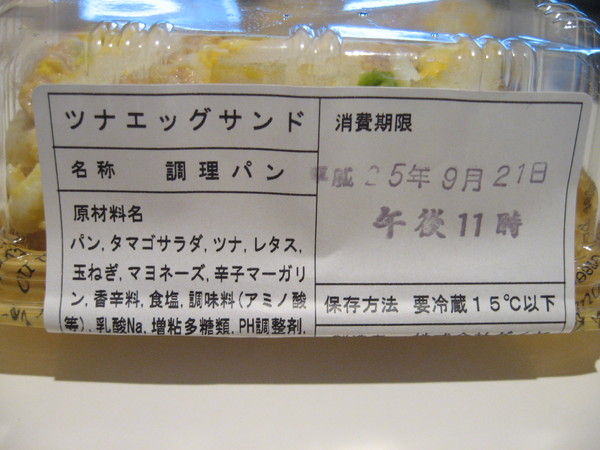 ツナエッグサンド
名称 調理パン
原材料名
パン,タマゴサラダ,ツナ,レタス,
玉ねぎ,マヨネーズ,辛子マーガリ
ン,香辛料,食塩,調味料(アミノ酸
等),乳酸Na,増粘多糖類,PH調整剤,
消費期限
平成25年9月21日
午後11時
保存方法 要冷蔵15℃以下